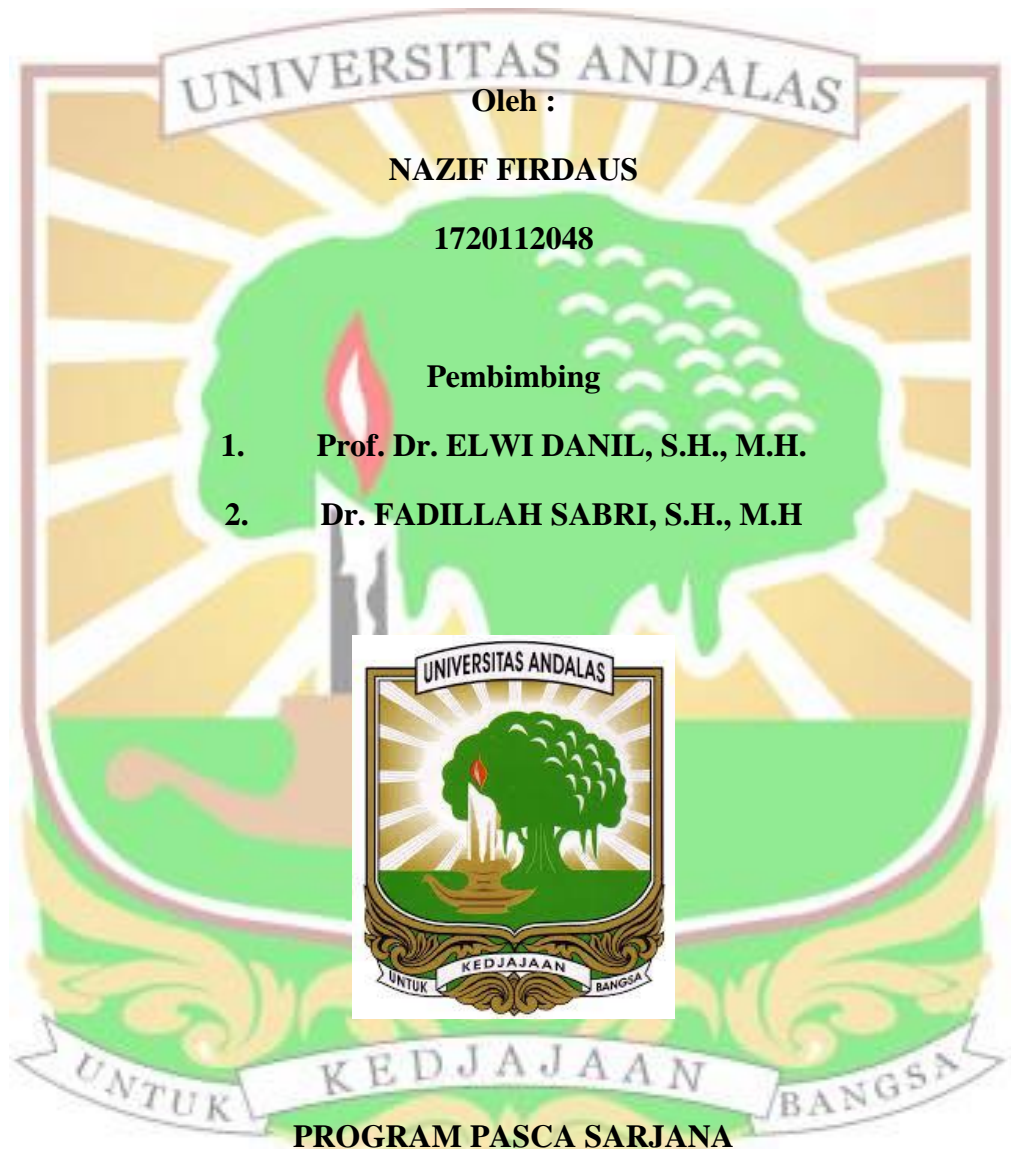 UNIVERSITAS ANDALAS
Oleh :
NAZIF FIRDAUS
1720112048
Pembimbing
1. Prof. Dr. ELWI DANIL, S.H., M.H.
2. Dr. FADILLAH SABRI, S.H., M.H
UNIVERSITAS ANDALAS
UNTUK KEDJAJAAN BANGSA
UNTUK KEDJAJAAN BANGSA
PROGRAM PASCA SARJANA